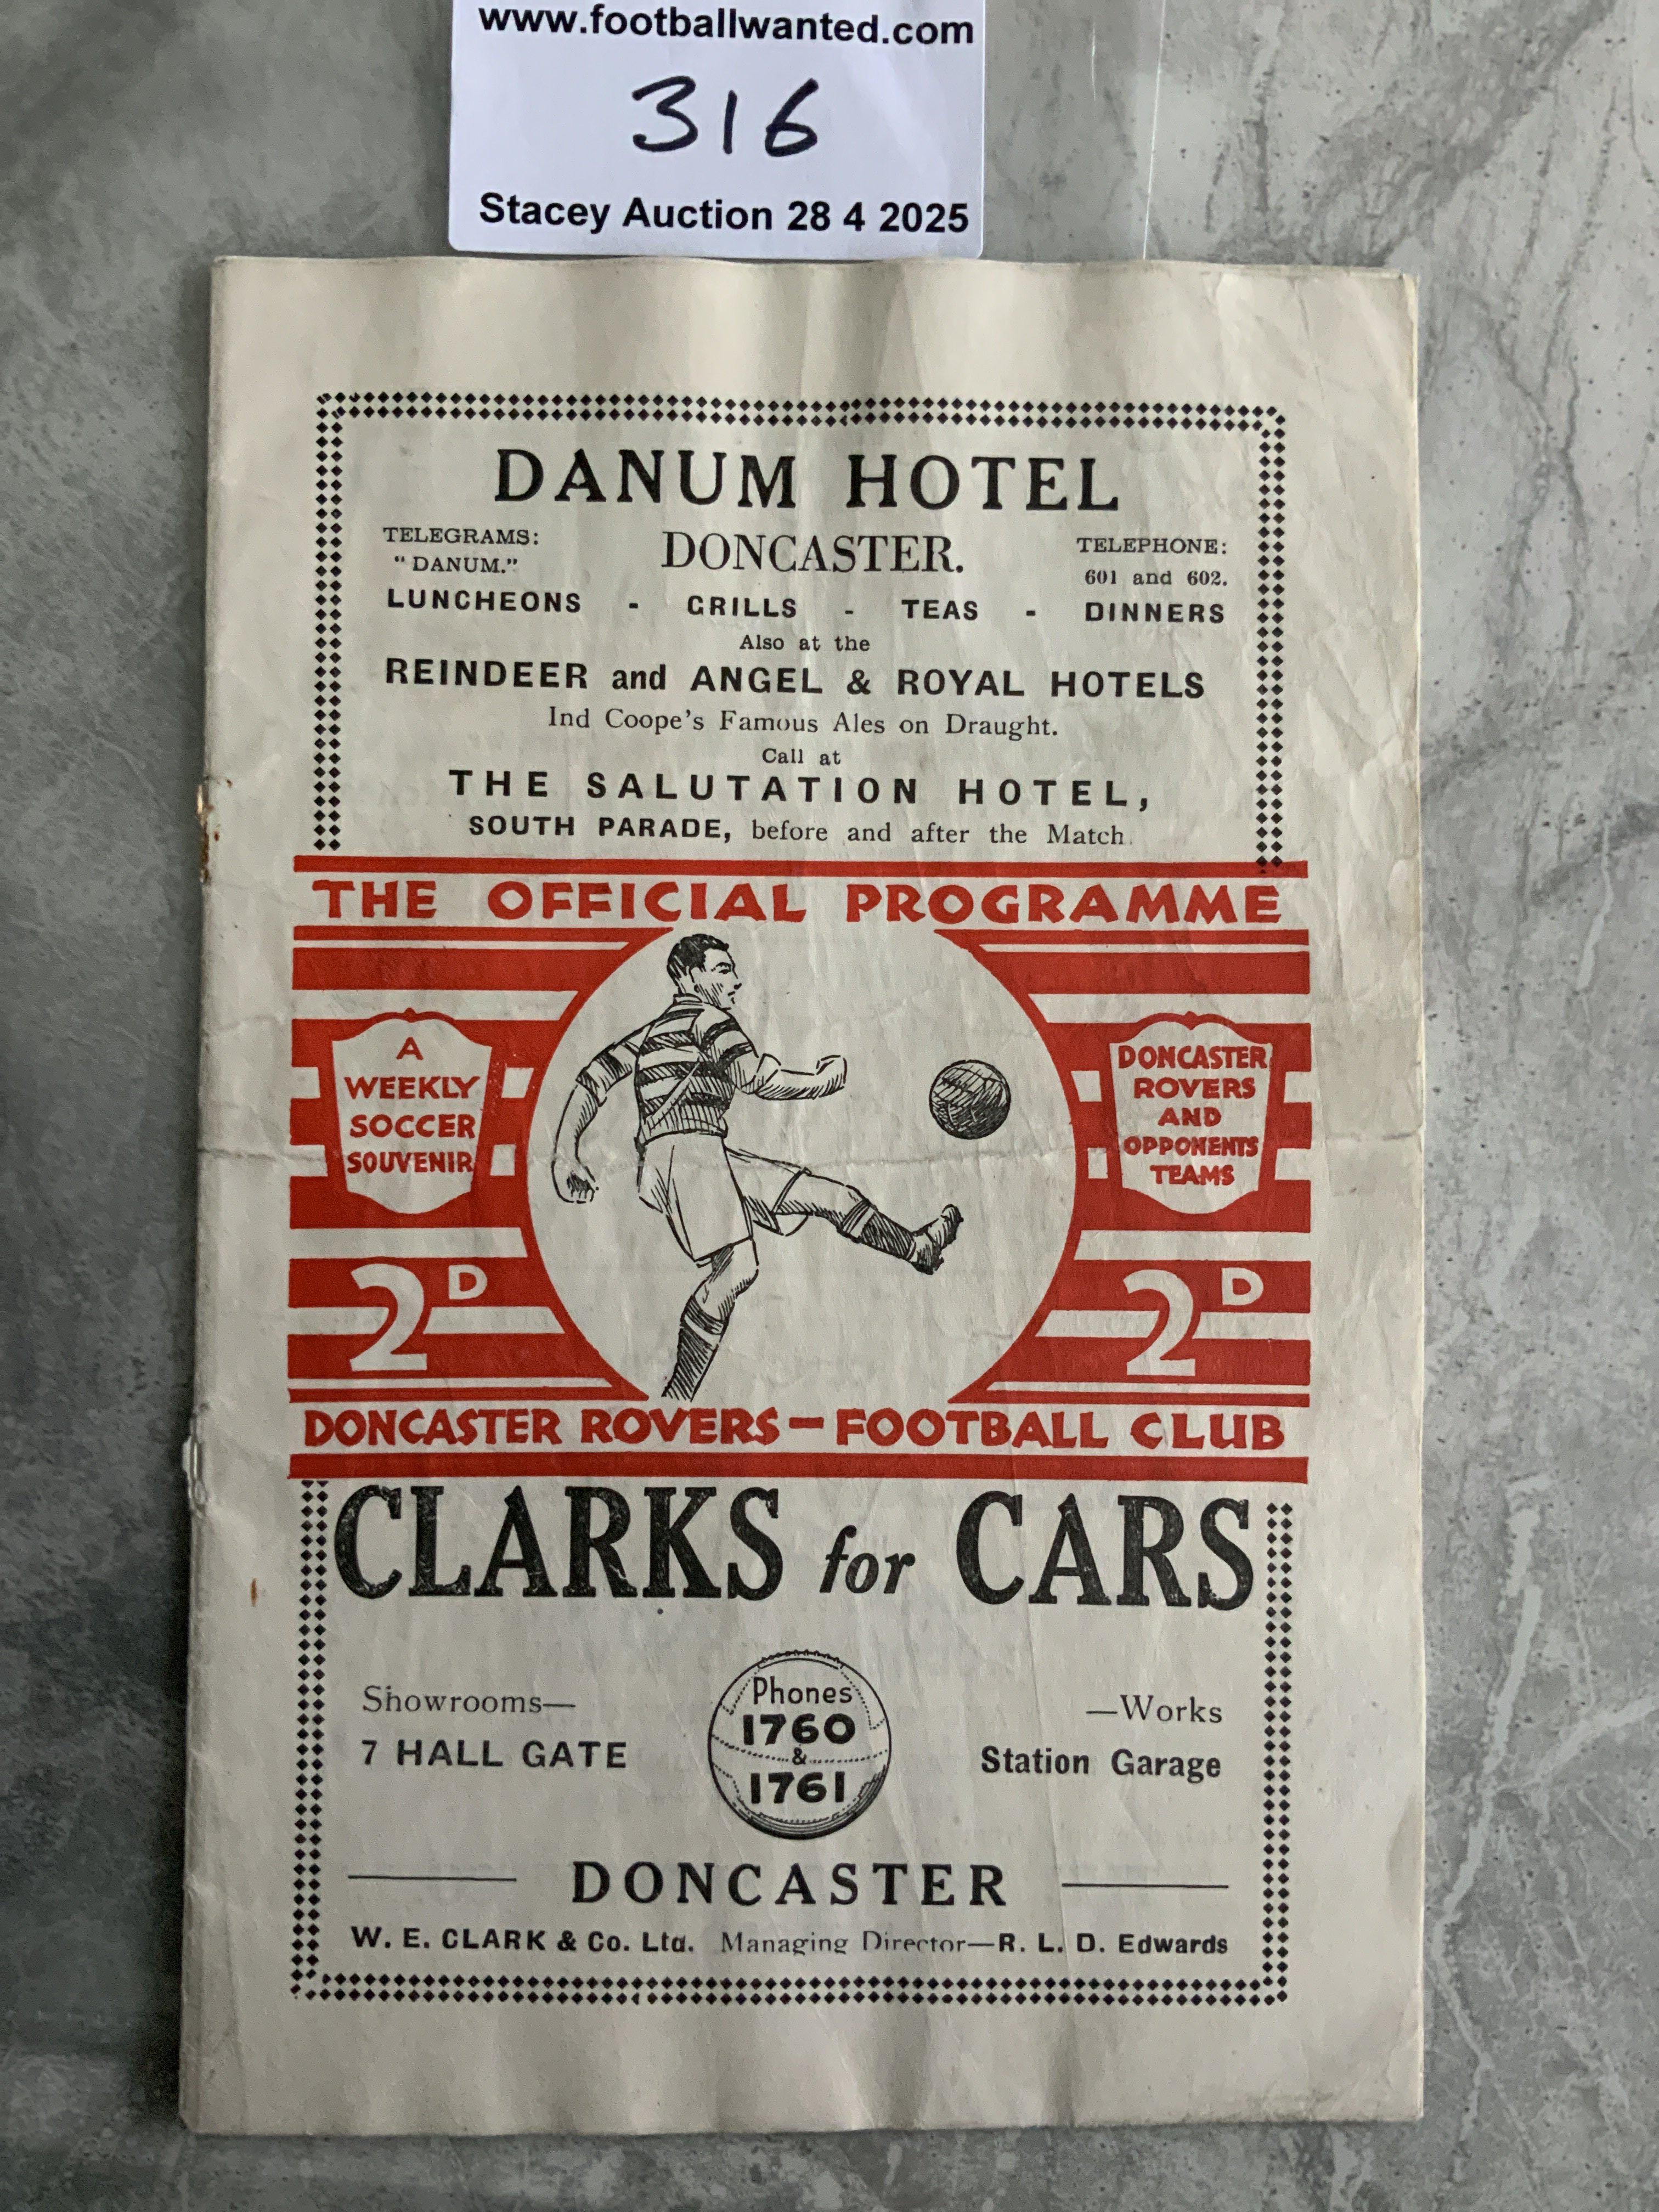 www.footballwanted.com
316
Stacey Auction 28 4 2025
DANUM HOTEL
TELEGRAMS:
"DANUM."
DONCASTER.
TELEPHONE:
601 and 602.
LUNCHEONS - GRILLS - TEAS - DINNERS
Also at the
REINDEER and ANGEL & ROYAL HOTELS
Ind Coope's Famous Ales on Draught.
Call at
THE SALUTATION HOTEL,
SOUTH PARADE, before and after the Match.
THE OFFICIAL PROGRAMME
A
WEEKLY
SOCCER
SOUVENIR
DONCASTER
ROVERS
AND
OPPONENTS
TEAMS
2D
2D
DONCASTER ROVERS - FOOTBALL CLUB
CLARKS for CARS
Showrooms—
7 HALL GATE
Phones
1760
&
1761
—Works
Station Garage
DONCASTER
W. E. CLARK & Co. Ltd. Managing Director—R. L. D. Edwards